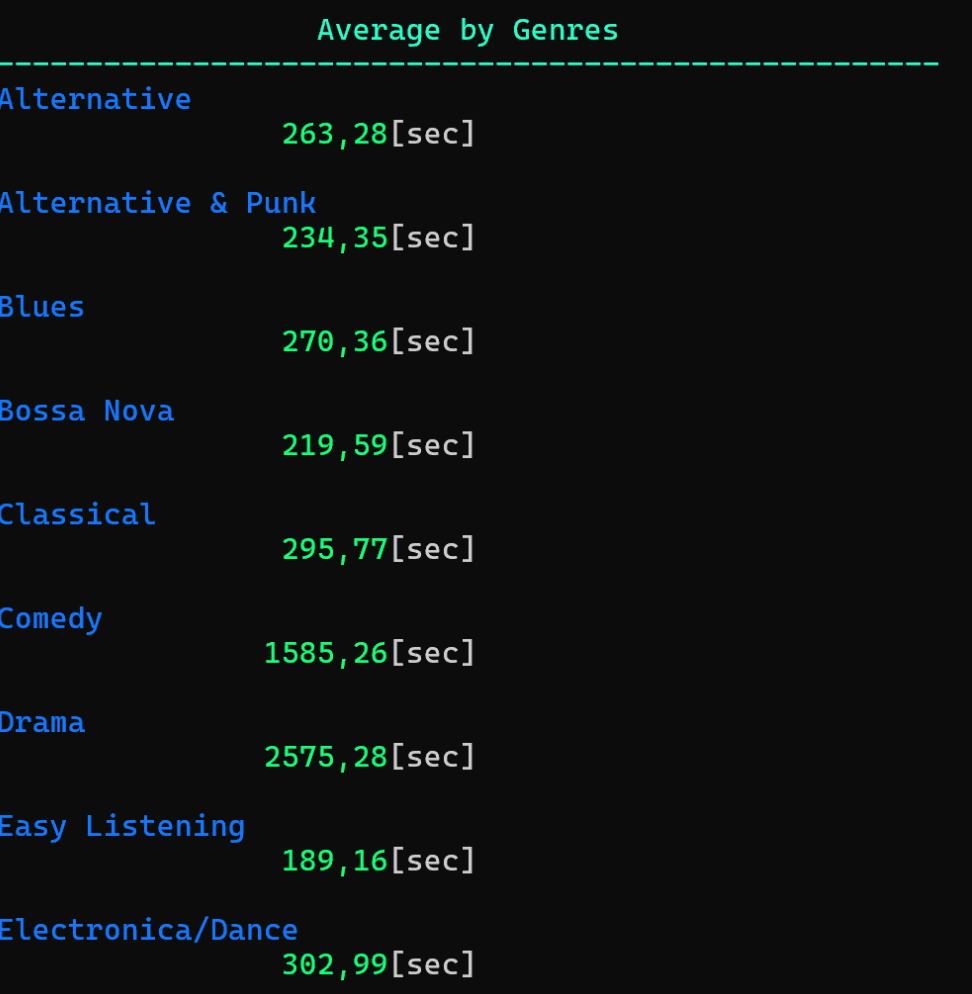 Average by Genres
-----------------------------------------------------
Alternative
263,28[sec]
Alternative & Punk
234,35[sec]
Blues
270,36[sec]
Bossa Nova
219,59[sec]
Classical
295,77[sec]
Comedy
1585,26[sec]
Drama
2575,28[sec]
Easy Listening
189,16[sec]
Electronica/Dance
302,99[sec]